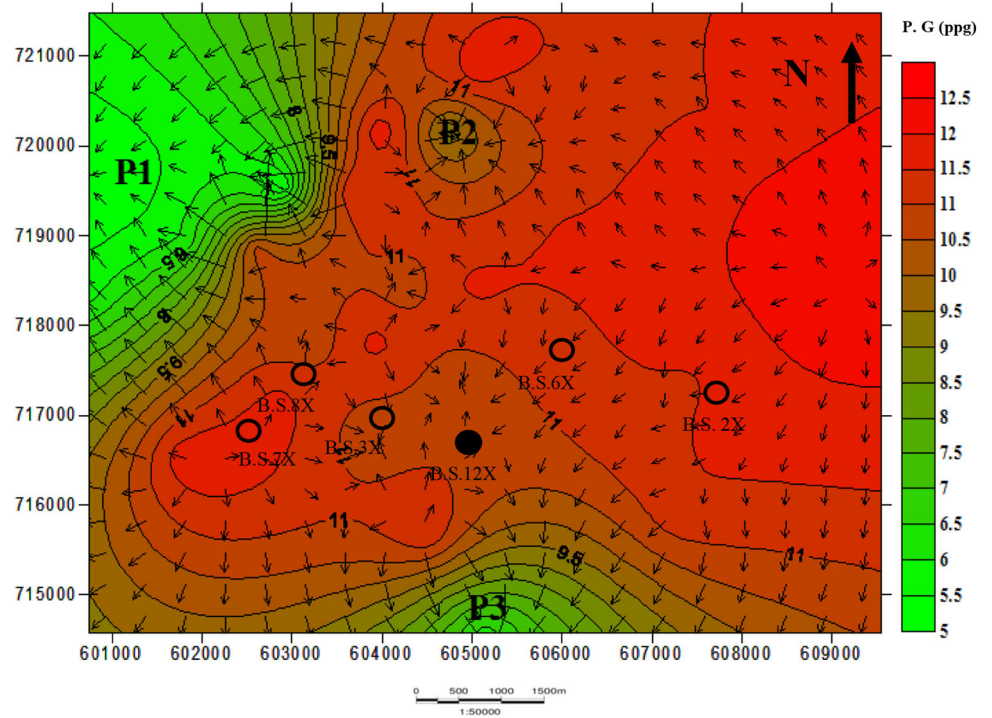 P. G (ppg)
N
12.5
12
11.5
11
10.5
10
9.5
9
8.5
8
7.5
7
6.5
6
5.5
5
721000
720000
719000
718000
717000
716000
715000
601000 602000 603000 604000 605000 606000 607000 608000 609000
11
8
9.5
P2
P1
11
6.5
11
8
9.5
11
B.S.6X
B.S.8X
B.S. 2X
11
B.S.3X
11
B.S.7X
B.S.12X
11
9.5
11
P3
0 500 1000 1500m
1:50000